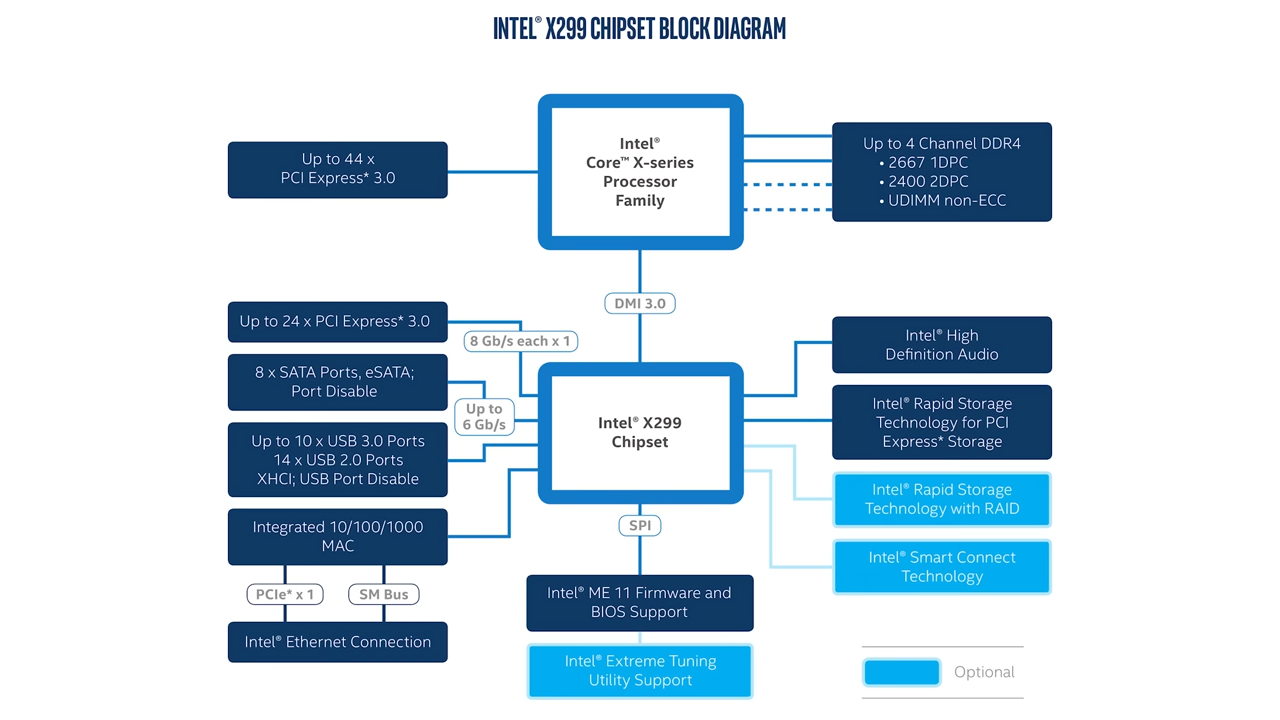 INTEL® X299 CHIPSET BLOCK DIAGRAM
Up to 44 x
PCI Express* 3.0
Intel®
Core™ X-series
Processor
Family
Up to 4 Channel DDR4
• 2667 1DPC
• 2400 2DPC
• UDIMM non-ECC
DMI 3.0
Up to 24 x PCI Express* 3.0
8 Gb/s each x 1
8 x SATA Ports, eSATA;
Port Disable
Up to
6 Gb/s
Up to 10 x USB 3.0 Ports
14 x USB 2.0 Ports
XHCI; USB Port Disable
Integrated 10/100/1000
MAC
PCIe* x 1
SM Bus
Intel® Ethernet Connection
Intel® X299
Chipset
SPI
Intel® ME 11 Firmware and
BIOS Support
Intel® Extreme Tuning
Utility Support
Intel® High
Definition Audio
Intel® Rapid Storage
Technology for PCI
Express* Storage
Intel® Rapid Storage
Technology with RAID
Intel® Smart Connect
Technology
Optional